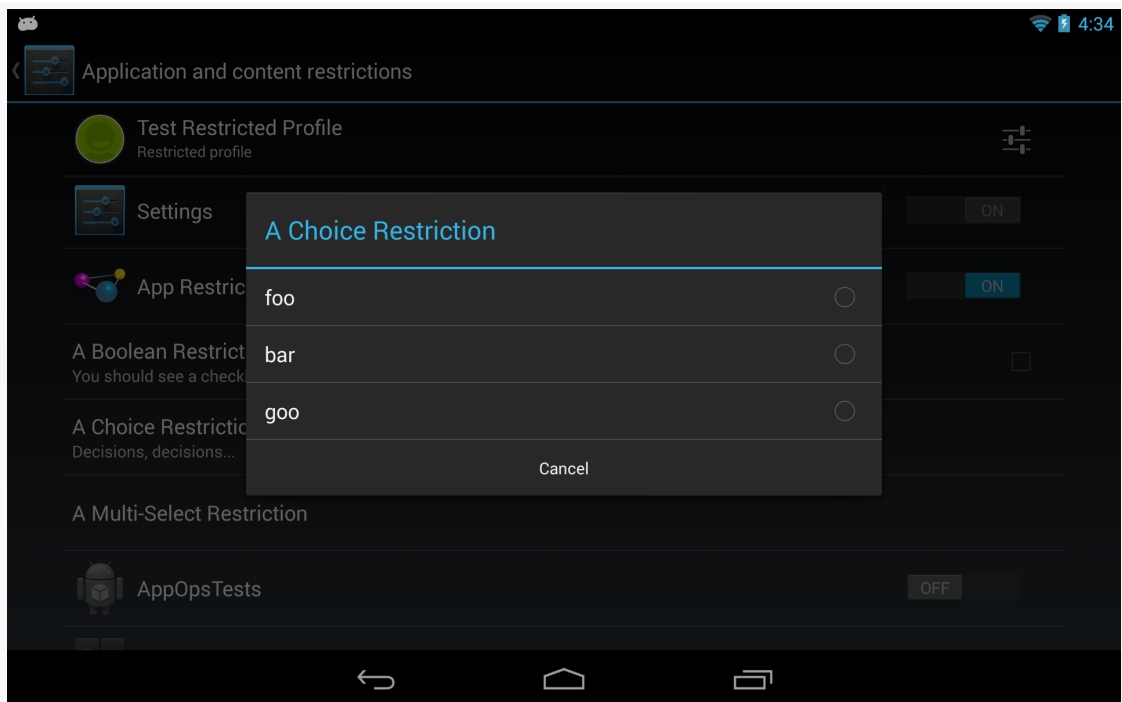 4:34
Application and content restrictions
Test Restricted Profile
Restricted profile
Settings
ON
A Choice Restriction
App Restric
ON
foo
A Boolean Restrict
You should see a check
bar
A Choice Restrictio
Decisions, decisions...
goo
Cancel
A Multi-Select Restriction
AppOpsTests
OFF